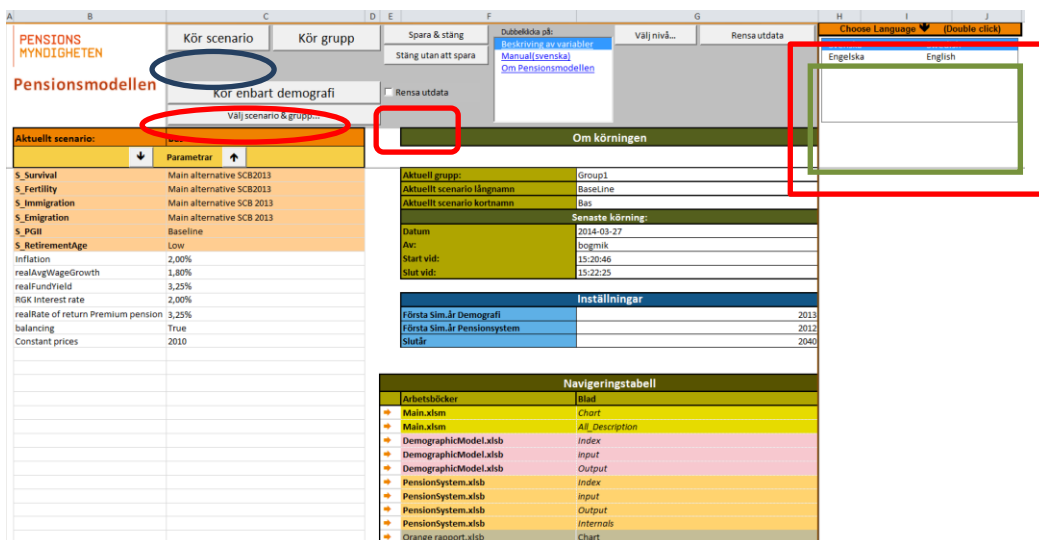 A B C D E F G H I J
PENSIONS
MYNDIGHETEN
Pensionsmodellen
Kör scenario Kör grupp
Kör enbart demografi
Välj scenario & grupp...
Spara & stäng
Stäng utan att spara
Rensa utdata
Dubbelklicka på:
Beskriving av variabler
Manual(svenska)
Om Pensionsmodellen
Välj nivå... Rensa utdata
Choose Language (Double click)
Engelska English
Aktuellt scenario:
Parametrar
S_Survival Main alternative SCB2013
S_Fertility Main alternative SCB2013
S_Immigration Main alternative SCB 2013
S_Emigration Main alternative SCB 2013
S_PGII Baseline
S_RetirementAge Low
Inflation 2,00%
realAvgWageGrowth 1,80%
realFundYield 3,25%
RGK Interest rate 2,00%
realRate of return Premium pension 3,25%
balancing True
Constant prices 2010
Om körningen
Aktuell grupp: Group1
Aktuellt scenario långnamn BaseLine
Aktuellt scenario kortnamn Bas
Senaste körning:
Datum 2014-03-27
Av: bogmik
Start vid: 15:20:46
Slut vid: 15:22:25
Inställningar
Första Sim.år Demografi 2013
Första Sim.år Pensionsystem 2012
Slutår 2040
Navigeringstabell
Arbetsböcker Blad
Main.xlsm Chart
Main.xlsm All_Description
DemographicModel.xlsb Index
DemographicModel.xlsb Input
DemographicModel.xlsb Output
PensionSystem.xlsb Index
PensionSystem.xlsb input
PensionSystem.xlsb Output
PensionSystem.xlsb Internals
Orange rapport.xlsb Chart